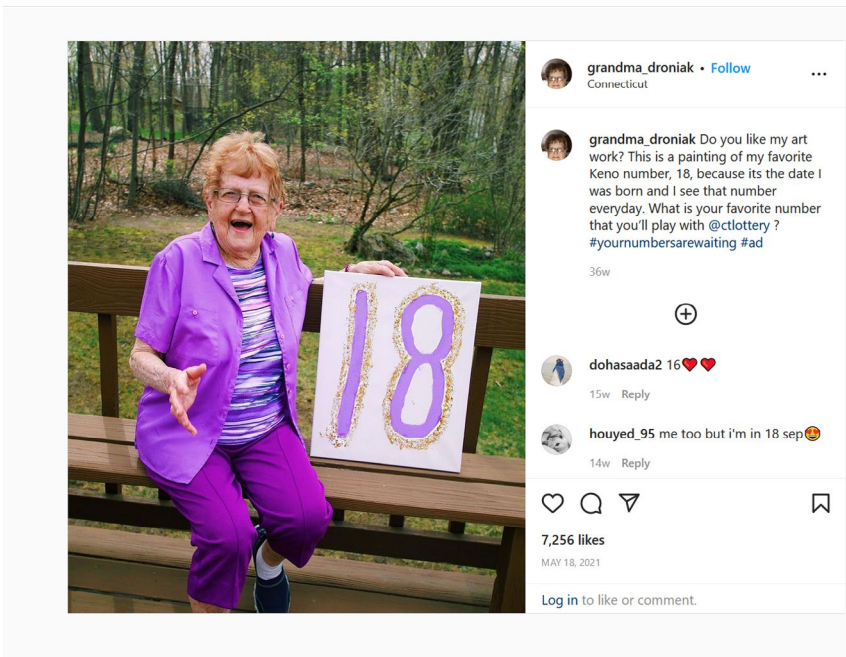 18
grandma_droniak • Follow
Connecticut
...
grandma_droniak Do you like my art
work? This is a painting of my favorite
Keno number, 18, because its the date I
was born and I see that number
everyday. What is your favorite number
that you'll play with @ctlottery ?
#yournumbersarewaiting #ad
36w
dohasaada2 16❤️❤️
15w Reply
houyed_95 me too but i'm in 18 sep😍
14w Reply
7,256 likes
MAY 18, 2021
Log in to like or comment.